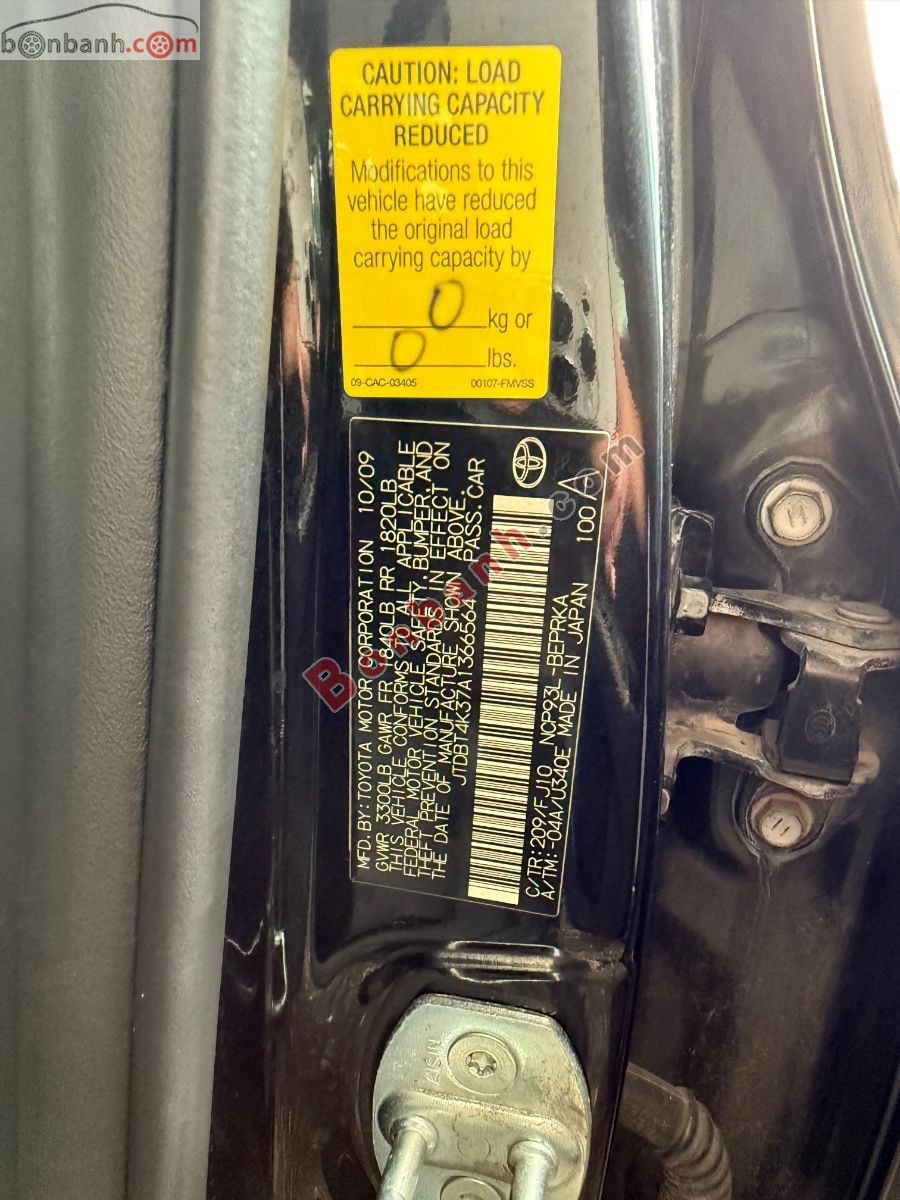 bonbanh.com
CAUTION: LOAD
CARRYING CAPACITY
REDUCED
Modifications to this
vehicle have reduced
the original load
carrying capacity by
0 kg or
0 lbs.
09-CAC-03405 00107-FMVSS
MFD. BY: TOYOTA MOTOR CORPORATION 10/09
GVWR 3300LB GAWR FR 1840LB RR 1820LB
THIS VEHICLE CONFORMS TO ALL APPLICABLE
FEDERAL MOTOR VEHICLE SAFETY, BUMPER, AND
THEFT PREVENTION STANDARDS IN EFFECT ON
THE DATE OF MANUFACTURE SHOWN ABOVE.
JTDBT4K37A1366564 PASS. CAR
C/TR: 209/FJ10 NCP93L-BEPRKA
A/TM: -04A/U340E MADE IN JAPAN
100 A
Bonbanh.com
AISIN